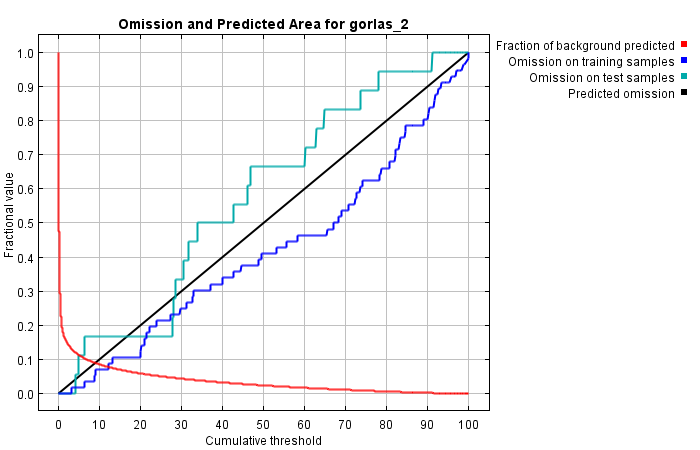 Omission and Predicted Area for gorlas_2
Fraction of background predicted
Omission on training samples
Omission on test samples
Predicted omission
Fractional value
1.0
0.9
0.8
0.7
0.6
0.5
0.4
0.3
0.2
0.1
0.0
0 10 20 30 40 50 60 70 80 90 100
Cumulative threshold